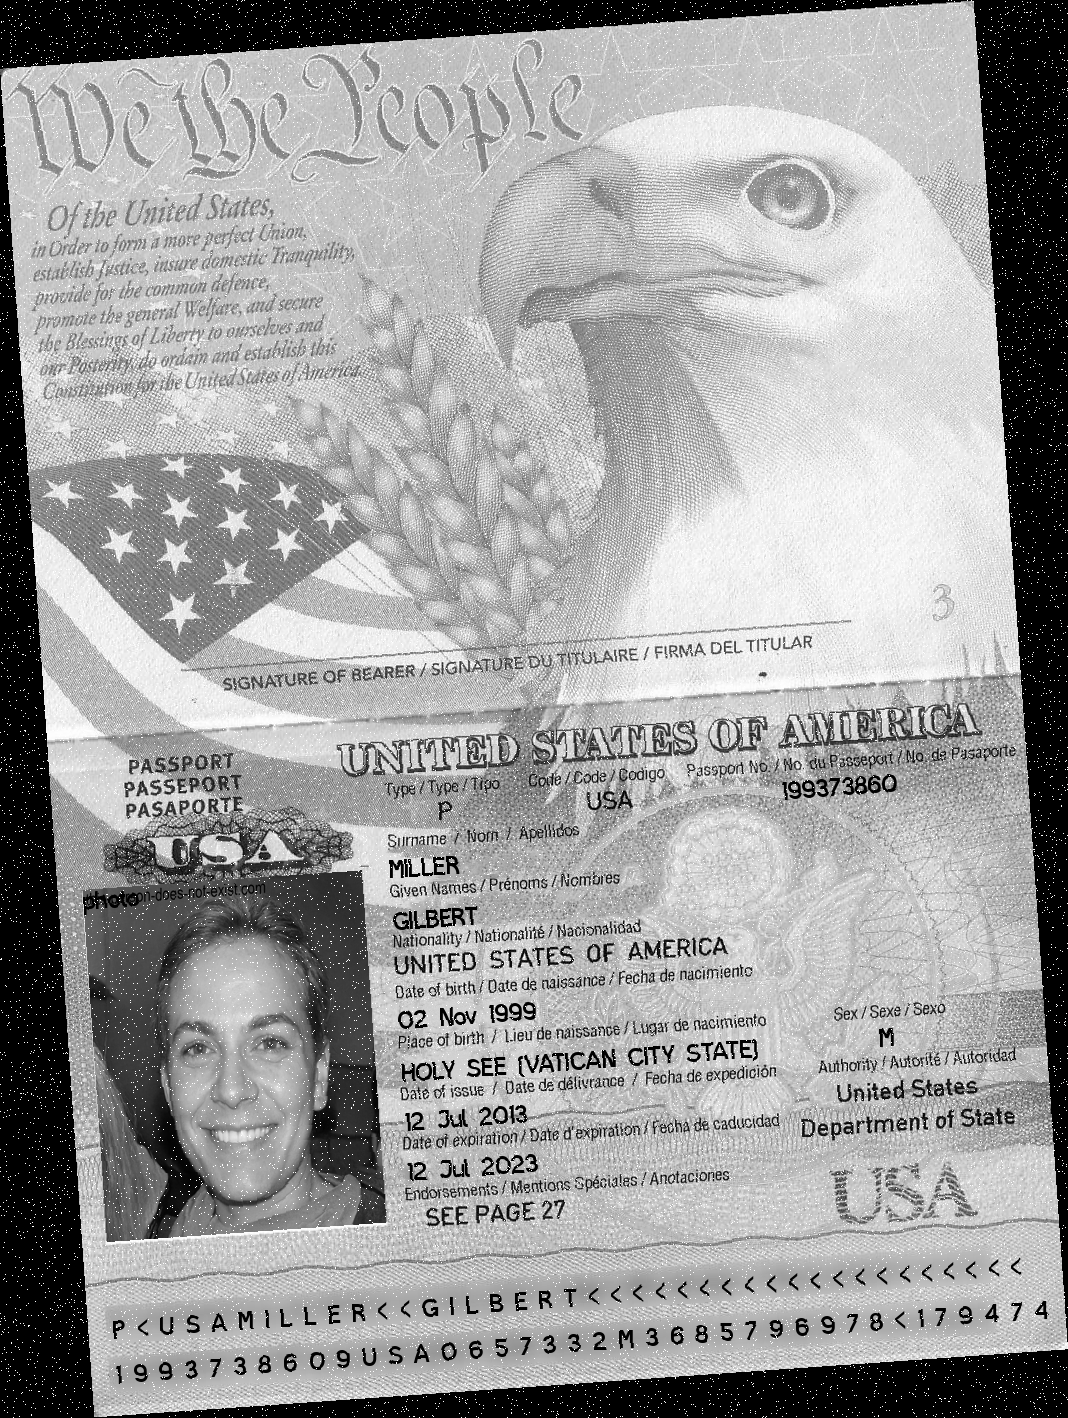 We the People
Of the United States,
in Order to form a more perfect Union,
establish Justice, insure domestic Tranquility,
provide for the common defence,
promote the general Welfare, and secure
the Blessings of Liberty to ourselves and
our Posterity, do ordain and establish this
Constitution for the United States of America.
3
SIGNATURE OF BEARER / SIGNATURE DU TITULAIRE / FIRMA DEL TITULAR
PASSPORT
PASSEPORT
PASAPORTE
USA
UNITED STATES OF AMERICA
Type / Type / Tipo Code / Code / Codigo Passport No. / No. du Passeport / No. de Pasaporte
P USA 199373860
Surname / Nom / Apellidos
MILLER
Given Names / Prénoms / Nombres
GILBERT
Nationality / Nationalité / Nacionalidad
UNITED STATES OF AMERICA
Date of birth / Date de naissance / Fecha de nacimiento
02 Nov 1999
Place of birth / Lieu de naissance / Lugar de nacimiento
HOLY SEE (VATICAN CITY STATE)
Date of issue / Date de délivrance / Fecha de expedición
12 Jul 2013
Date of expiration / Date d'expiration / Fecha de caducidad
12 Jul 2023
Endorsements / Mentions Spéciales / Anotaciones
SEE PAGE 27
Sex / Sexe / Sexo
M
Authority / Autorité / Autoridad
United States
Department of State
USA
photo on-does-not-exist.com
P<USAMILLER<<GILBERT<<<<<<<<<<<<<<<<<<<<
1993738609USA0657332M3685796978<179474